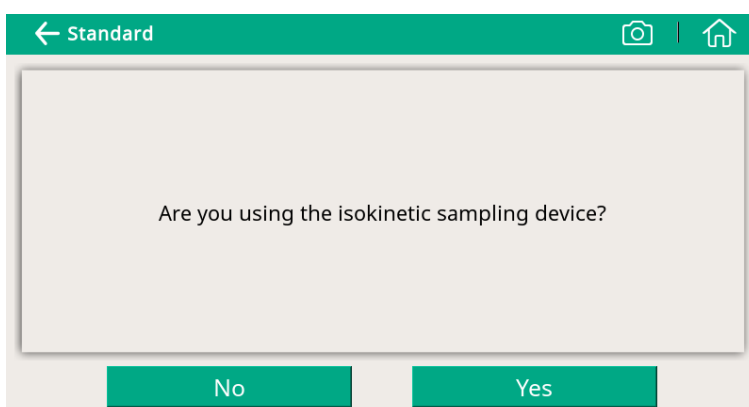 Standard
Are you using the isokinetic sampling device?
No
Yes